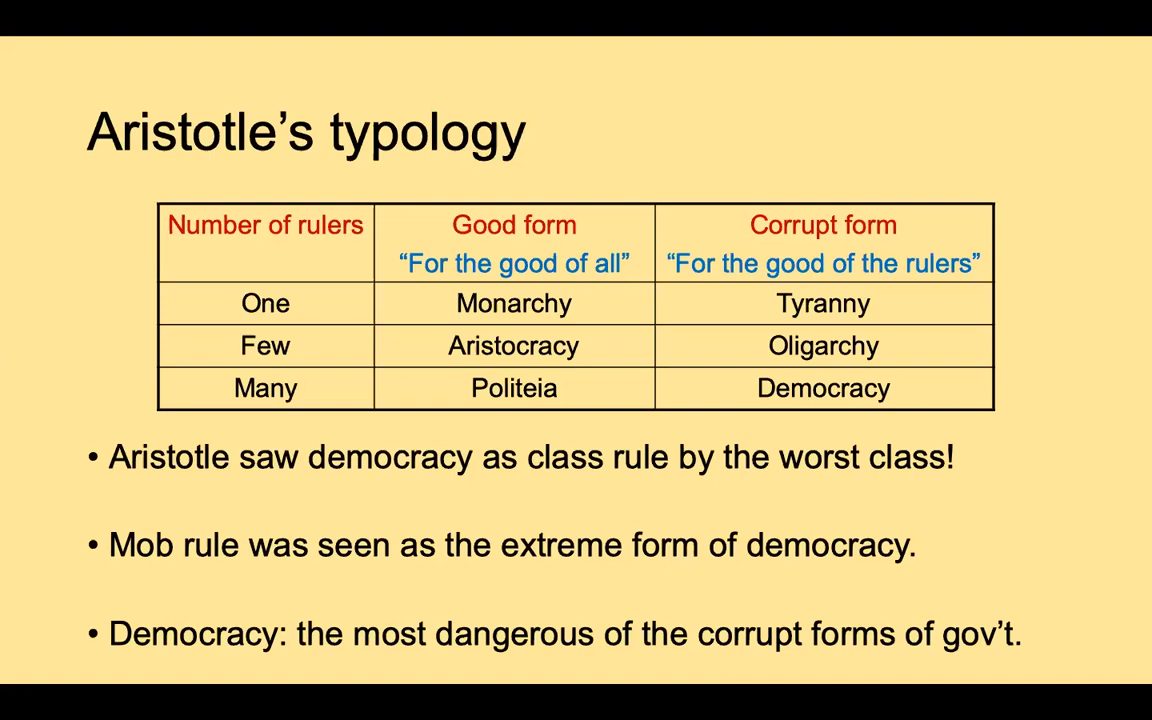 Aristotle’s typology
Number of rulers Good form Corrupt form
“For the good of all” “For the good of the rulers”
One Monarchy Tyranny
Few Aristocracy Oligarchy
Many Politeia Democracy
• Aristotle saw democracy as class rule by the worst class!
• Mob rule was seen as the extreme form of democracy.
• Democracy: the most dangerous of the corrupt forms of gov’t.